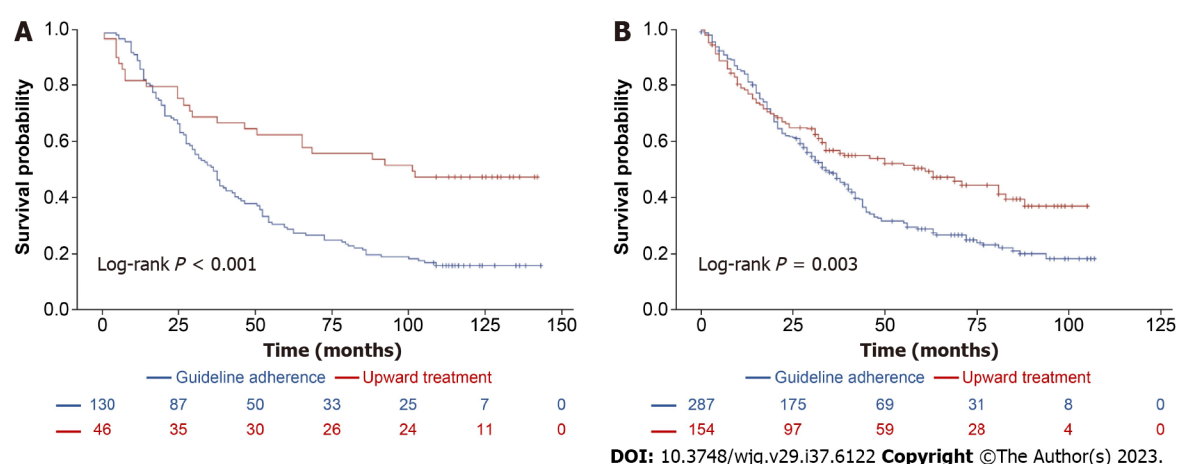 A
Survival probability
1.0
0.8
0.6
0.4
0.2
0.0
Log-rank P < 0.001
0 25 50 75 100 125 150
Time (months)
Guideline adherence Upward treatment
130 87 50 33 25 7 0
46 35 30 26 24 11 0
B
Survival probability
1.0
0.8
0.6
0.4
0.2
0.0
Log-rank P = 0.003
0 25 50 75 100 125
Time (months)
Guideline adherence Upward treatment
287 175 69 31 8 0
154 97 59 28 4 0
DOI: 10.3748/wjg.v29.i37.6122 Copyright ©The Author(s) 2023.